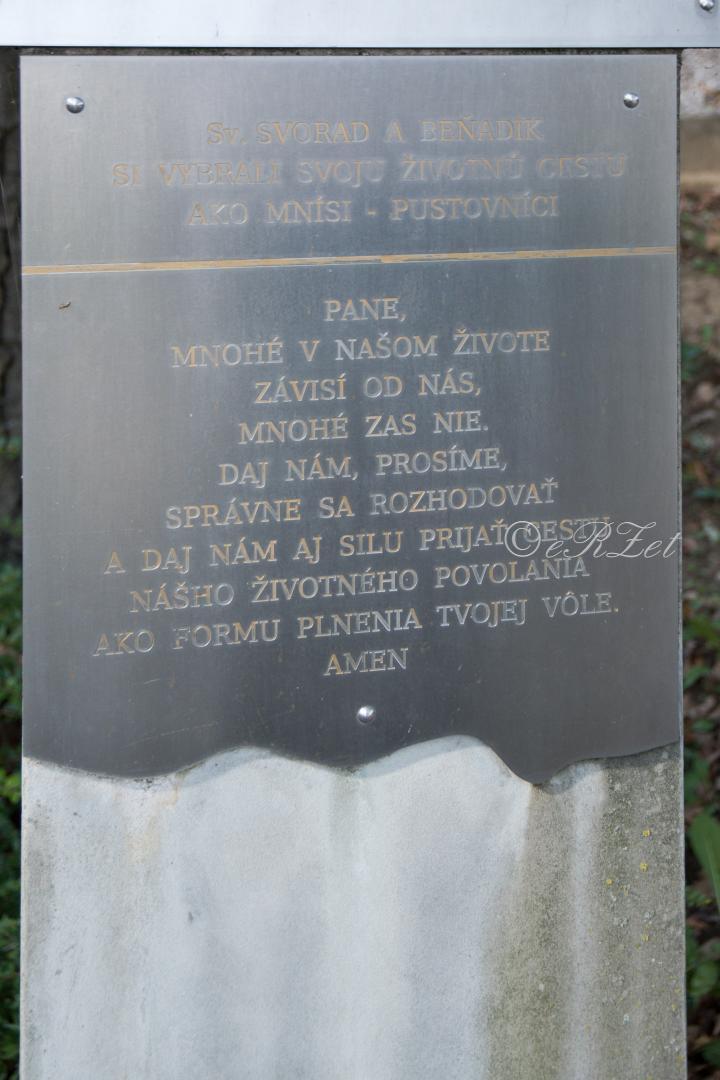 Sv. SVORAD A BEŇADIK
SI VYBRALI SVOJU ŽIVOTNÚ CESTU
AKO MNÍSI - PUSTOVNÍCI
PANE,
MNOHÉ V NAŠOM ŽIVOTE
ZÁVISÍ OD NÁS,
MNOHÉ ZAS NIE.
DAJ NÁM, PROSÍME,
SPRÁVNE SA ROZHODOVAŤ
A DAJ NÁM AJ SILU PRIJAŤ CESTU
©eRZet
NÁŠHO ŽIVOTNÉHO POVOLANIA
AKO FORMU PLNENIA TVOJEJ VÔLE.
AMEN